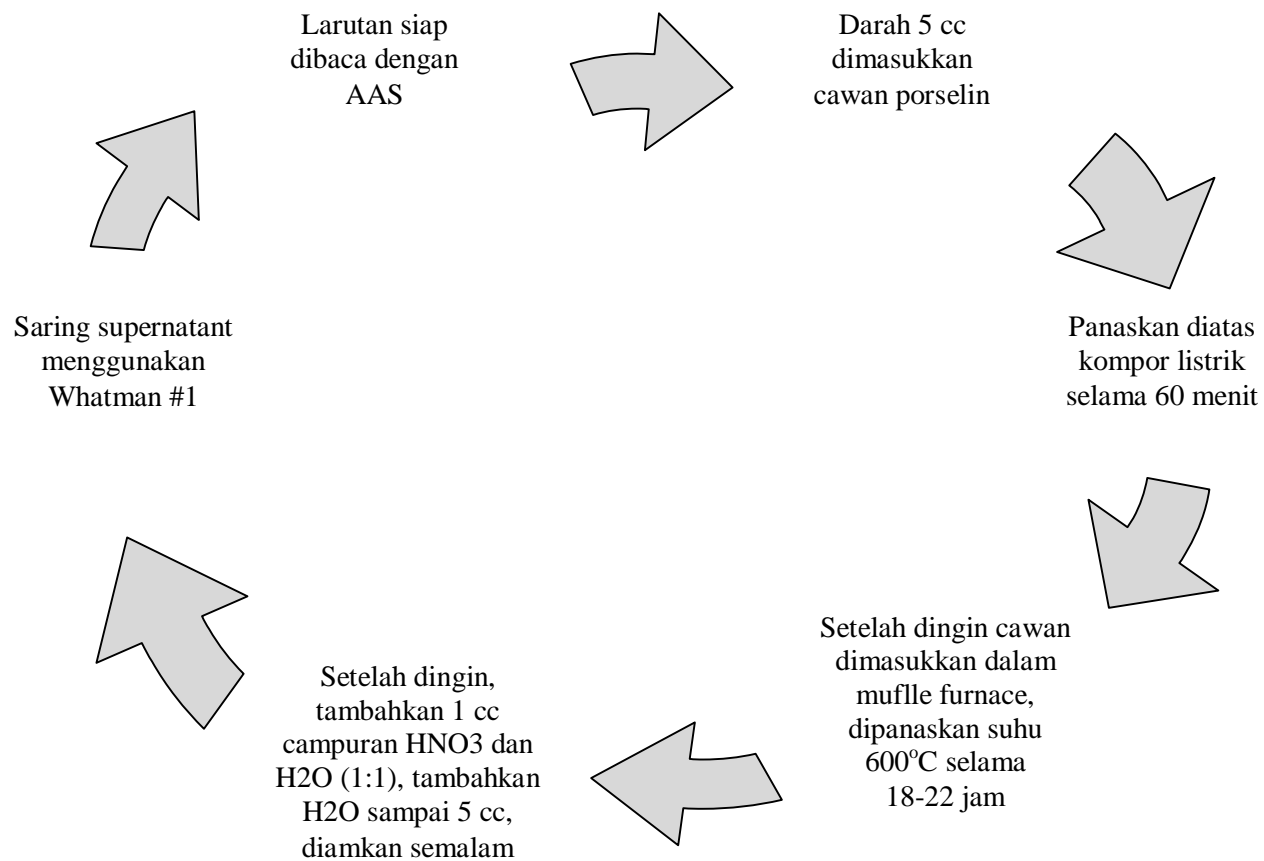 Larutan siap
dibaca dengan
AAS
Darah 5 cc
dimasukkan
cawan porselin
Panaskan diatas
kompor listrik
selama 60 menit
Setelah dingin cawan
dimasukkan dalam
muflle furnace,
dipanaskan suhu
600°C selama
18-22 jam
Setelah dingin,
tambahkan 1 cc
campuran HNO3 dan
H2O (1:1), tambahkan
H2O sampai 5 cc,
diamkan semalam
Saring supernatant
menggunakan
Whatman #1